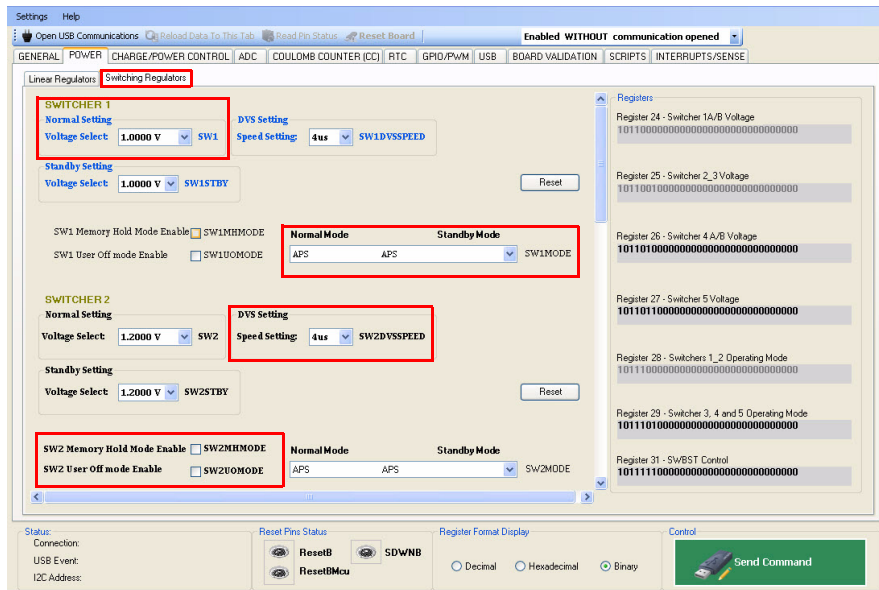 Settings Help
Open USB Communications Reload Data To This Tab Read Pin Status Reset Board Enabled WITHOUT communication opened
GENERAL POWER CHARGE/POWER CONTROL ADC COULOMB COUNTER (CC) RTC GPIO/PWM USB BOARD VALIDATION SCRIPTS INTERRUPTS/SENSE
Linear Regulators Switching Regulators
SWITCHER 1
Normal Setting DVS Setting
Voltage Select: 1.0000 V SW1 Speed Setting: 4us SW1DVSSPEED
Standby Setting
Voltage Select: 1.0000 V SW1STBY Reset
SW1 Memory Hold Mode Enable SW1MHMODE Normal Mode Standby Mode
SW1 User Off mode Enable SW1UOMODE APS APS SW1MODE
SWITCHER 2
Normal Setting DVS Setting
Voltage Select: 1.2000 V SW2 Speed Setting: 4us SW2DVSSPEED
Standby Setting
Voltage Select: 1.2000 V SW2STBY Reset
SW2 Memory Hold Mode Enable SW2MHMODE Normal Mode Standby Mode
SW2 User Off mode Enable SW2UOMODE APS APS SW2MODE
Registers
Register 24 - Switcher 1A/B Voltage
10110000000000000000000000000000
Register 25 - Switcher 2_3 Voltage
10110010000000000000000000000000
Register 26 - Switcher 4 A/B Voltage
10110100000000000000000000000000
Register 27 - Switcher 5 Voltage
10110110000000000000000000000000
Register 28 - Switchers 1_2 Operating Mode
10111000000000000000000000000000
Register 29 - Switcher 3, 4 and 5 Operating Mode
10111010000000000000000000000000
Register 31 - SWBST Control
10111110000000000000000000000000
Status:
Connection:
USB Event:
I2C Address:
Reset Pins Status
ResetB SDWNB
ResetBMcu
Register Format Display
Decimal Hexadecimal Binary
Control
Send Command